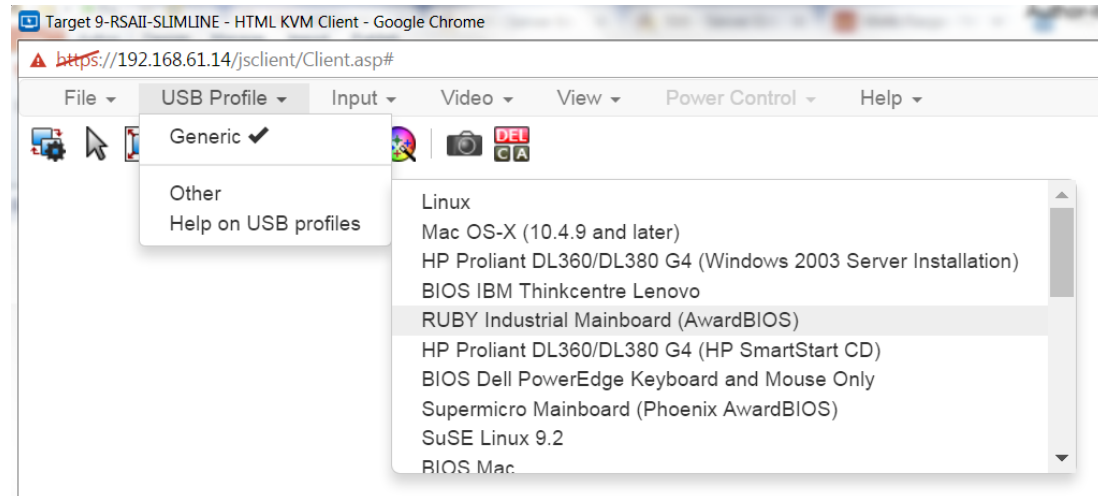 Target 9-RSAII-SLIMLINE - HTML KVM Client - Google Chrome
https://192.168.61.14/jsclient/Client.asp#
File USB Profile Input Video View Power Control Help
Generic
DEL
C A
Other
Help on USB profiles
Linux
Mac OS-X (10.4.9 and later)
HP Proliant DL360/DL380 G4 (Windows 2003 Server Installation)
BIOS IBM Thinkcentre Lenovo
RUBY Industrial Mainboard (AwardBIOS)
HP Proliant DL360/DL380 G4 (HP SmartStart CD)
BIOS Dell PowerEdge Keyboard and Mouse Only
Supermicro Mainboard (Phoenix AwardBIOS)
SuSE Linux 9.2
BIOS Mac